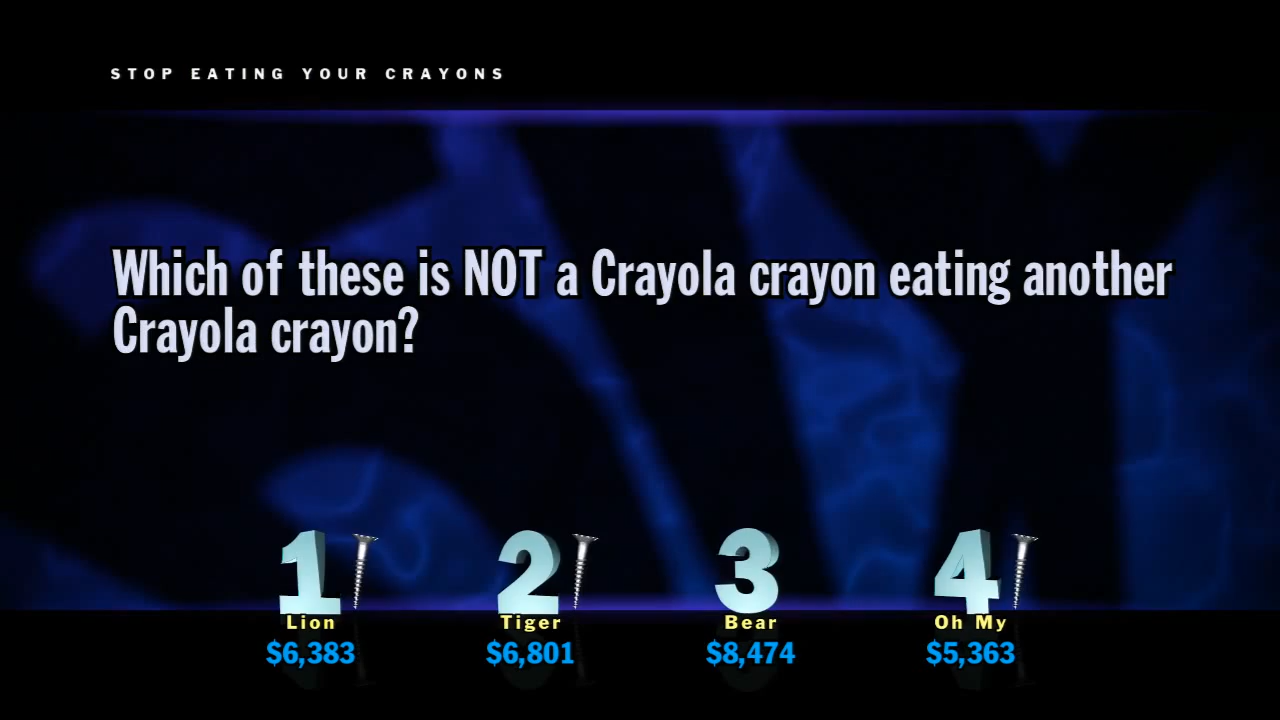 STOP EATING YOUR CRAYONS
Which of these is NOT a Crayola crayon eating another
Crayola crayon?
1 2 3 4
Lion Tiger Bear Oh My
$6,383 $6,801 $8,474 $5,363